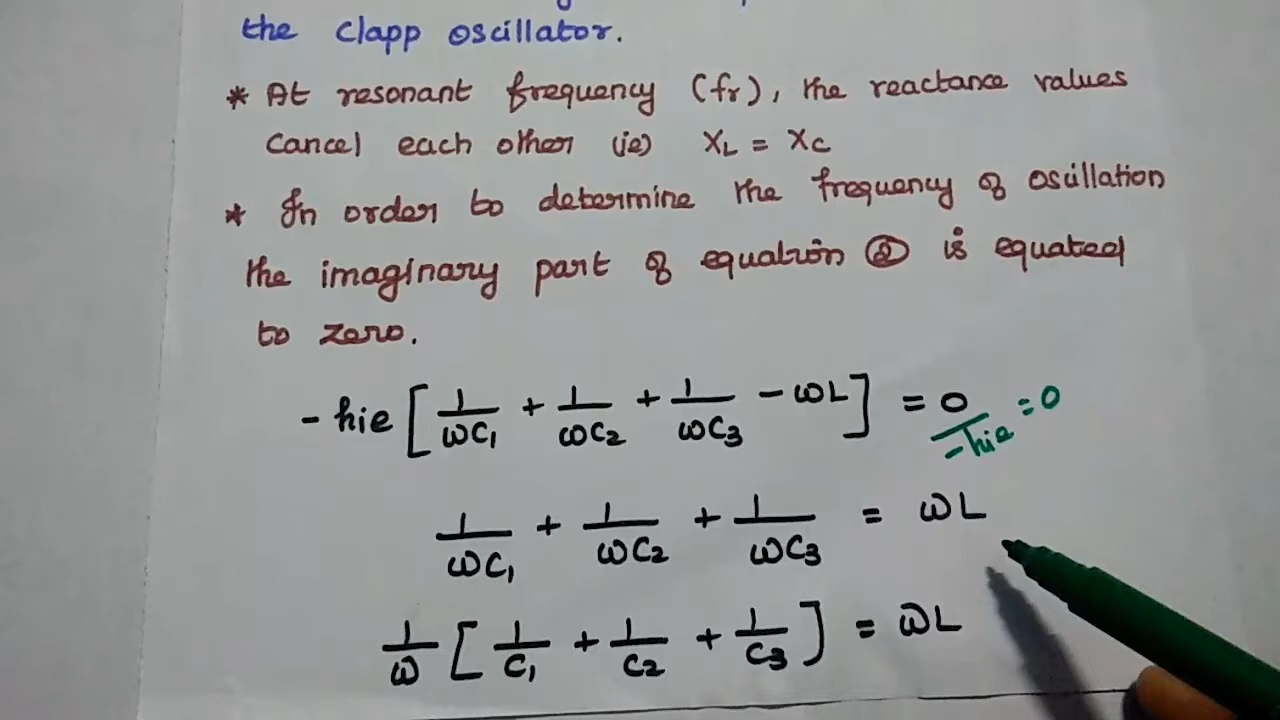 the Clapp oscillator.
* At resonant frequency (fr), the reactance values
cancel each other (ie) XL = XC
* In order to determine the frequency of oscillation
the imaginary part of equation ② is equated
to zero.
- hie [ 1/ωC1 + 1/ωC2 + 1/ωC3 - ωL ] = 0/-hie = 0
1/ωC1 + 1/ωC2 + 1/ωC3 = ωL
1/ω [ 1/C1 + 1/C2 + 1/C3 ] = ωL